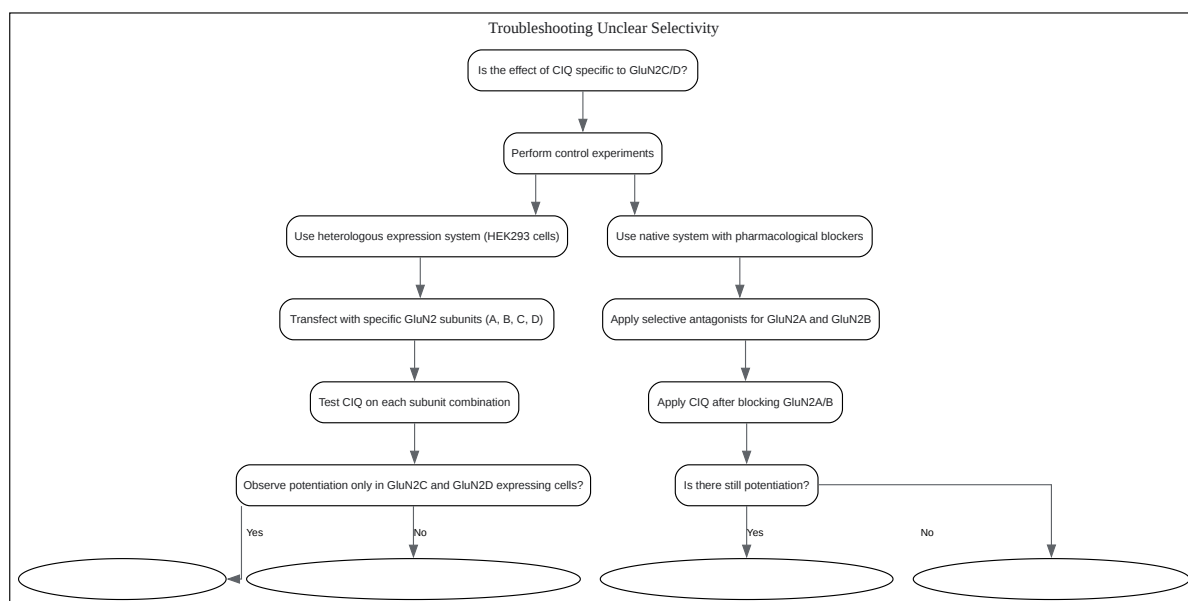 Troubleshooting Unclear Selectivity
Is the effect of CIQ specific to GluN2C/D?
Perform control experiments
Use heterologous expression system (HEK293 cells)
Use native system with pharmacological blockers
Transfect with specific GluN2 subunits (A, B, C, D)
Apply selective antagonists for GluN2A and GluN2B
Test CIQ on each subunit combination
Apply CIQ after blocking GluN2A/B
Observe potentiation only in GluN2C and GluN2D expressing cells?
Is there still potentiation?
Yes
No
Yes
No